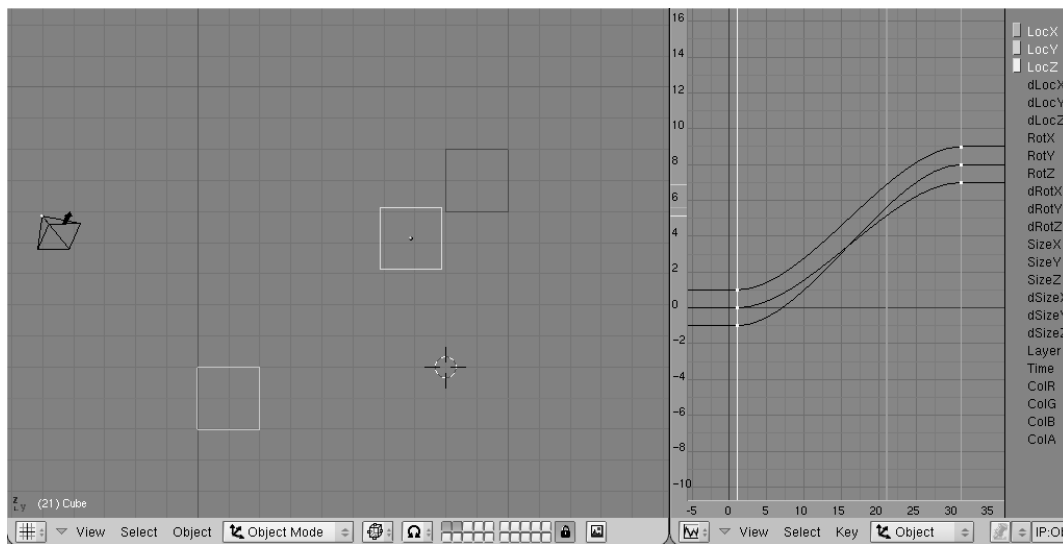 z
y
(21) Cube
View Select Object Object Mode
16
14
12
10
8
6
4
2
0
-2
-4
-6
-8
-10
-5 0 5 10 15 20 25 30 35
LocX
LocY
LocZ
dLocX
dLocY
dLocZ
RotX
RotY
RotZ
dRotX
dRotY
dRotZ
SizeX
SizeY
SizeZ
dSizeX
dSizeY
dSizeZ
Layer
Time
ColR
ColG
ColB
ColA
View Select Key Object IP:Ob